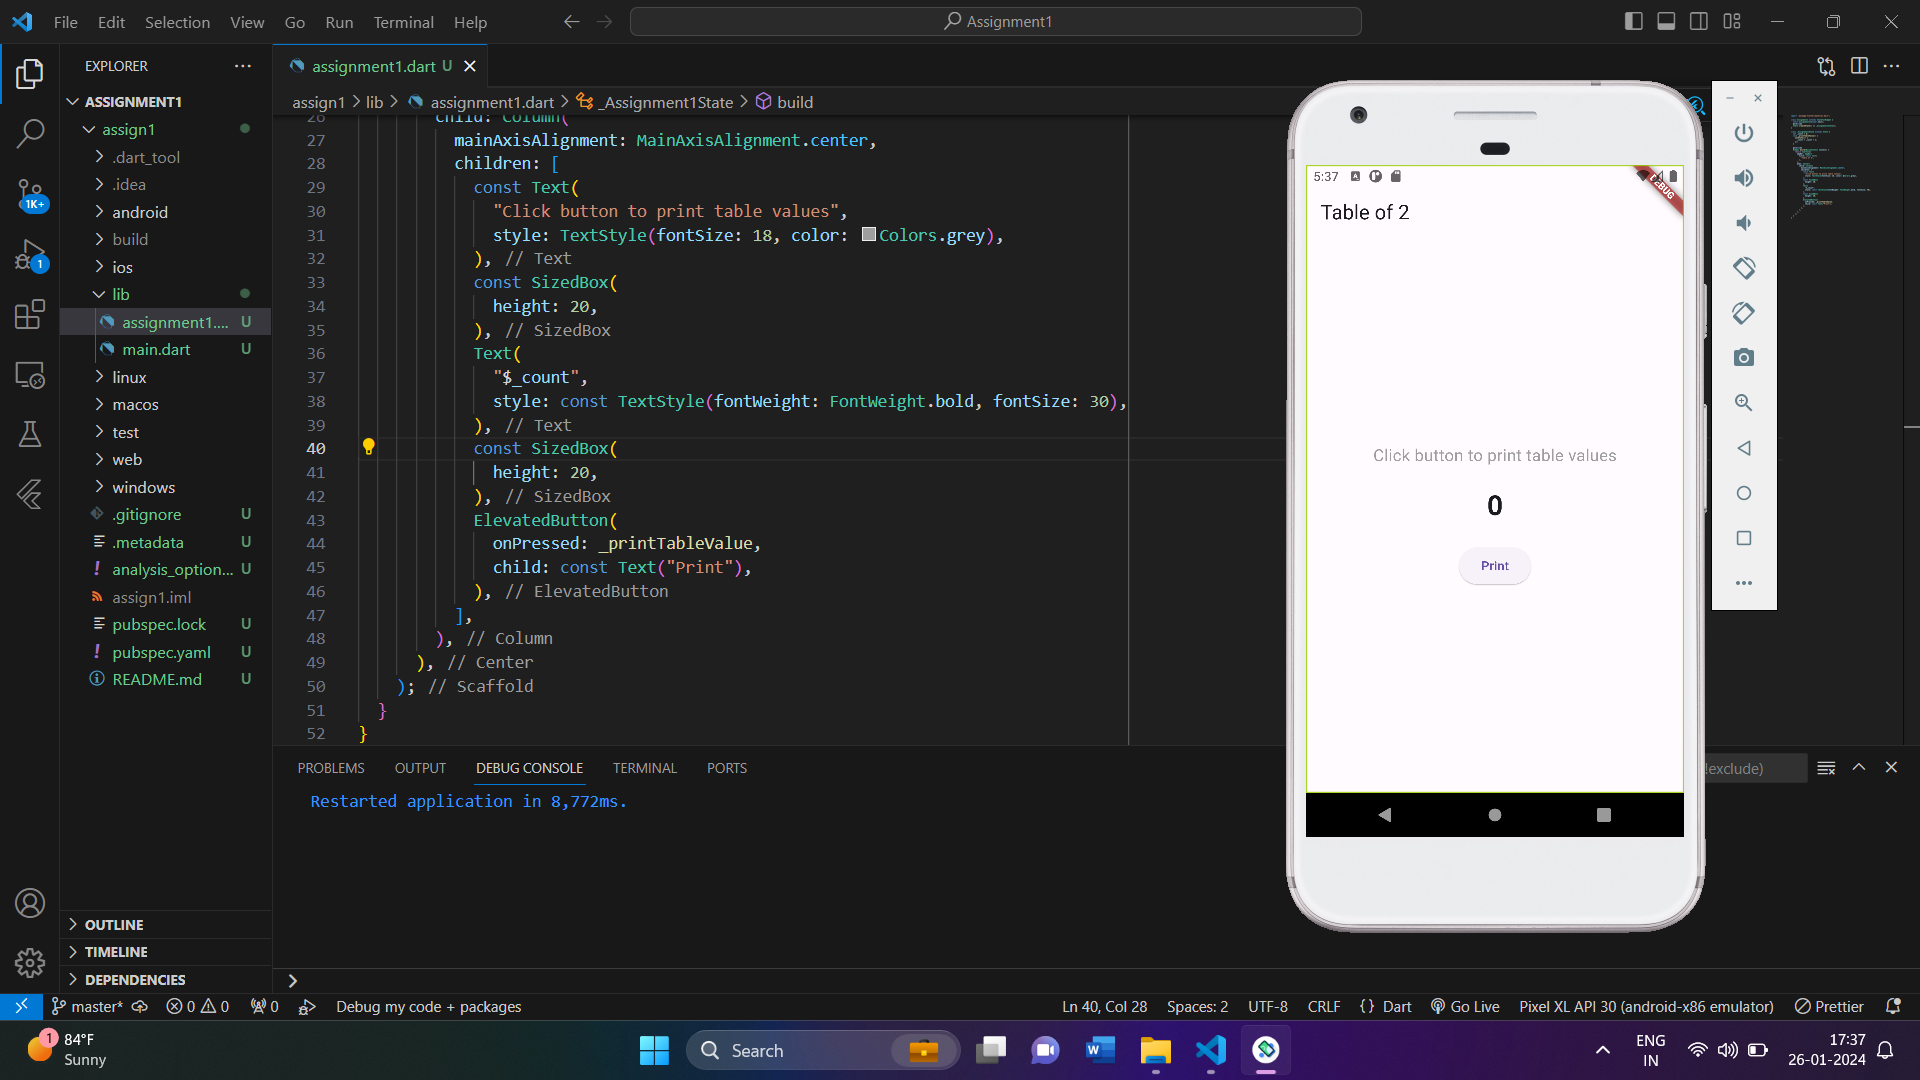 File Edit Selection View Go Run Terminal Help
Assignment1
EXPLORER
ASSIGNMENT1
assign1
.dart_tool
.idea
android
build
ios
lib
assignment1.... U
main.dart U
linux
macos
test
web
windows
.gitignore U
.metadata U
analysis_option... U
assign1.iml
pubspec.lock U
pubspec.yaml U
README.md U
OUTLINE
TIMELINE
DEPENDENCIES
1K+
1
assignment1.dart U
assign1 > lib > assignment1.dart > _Assignment1State > build
26 child: Column(
27 mainAxisAlignment: MainAxisAlignment.center,
28 children: [
29 const Text(
30 "Click button to print table values",
31 style: TextStyle(fontSize: 18, color: Colors.grey),
32 ), // Text
33 const SizedBox(
34 height: 20,
35 ), // SizedBox
36 Text(
37 "$_count",
38 style: const TextStyle(fontWeight: FontWeight.bold, fontSize: 30),
39 ), // Text
40 const SizedBox(
41 height: 20,
42 ), // SizedBox
43 ElevatedButton(
44 onPressed: _printTableValue,
45 child: const Text("Print"),
46 ), // ElevatedButton
47 ],
48 ), // Column
49 ), // Center
50 ); // Scaffold
51 }
52 }
PROBLEMS OUTPUT DEBUG CONSOLE TERMINAL PORTS
!exclude)
Restarted application in 8,772ms.
5:37
DEBUG
Table of 2
Click button to print table values
0
Print
master* 0 0 0 Debug my code + packages
Ln 40, Col 28 Spaces: 2 UTF-8 CRLF {} Dart Go Live Pixel XL API 30 (android-x86 emulator) Prettier
1
84°F
Sunny
Search
ENG
IN
17:37
26-01-2024